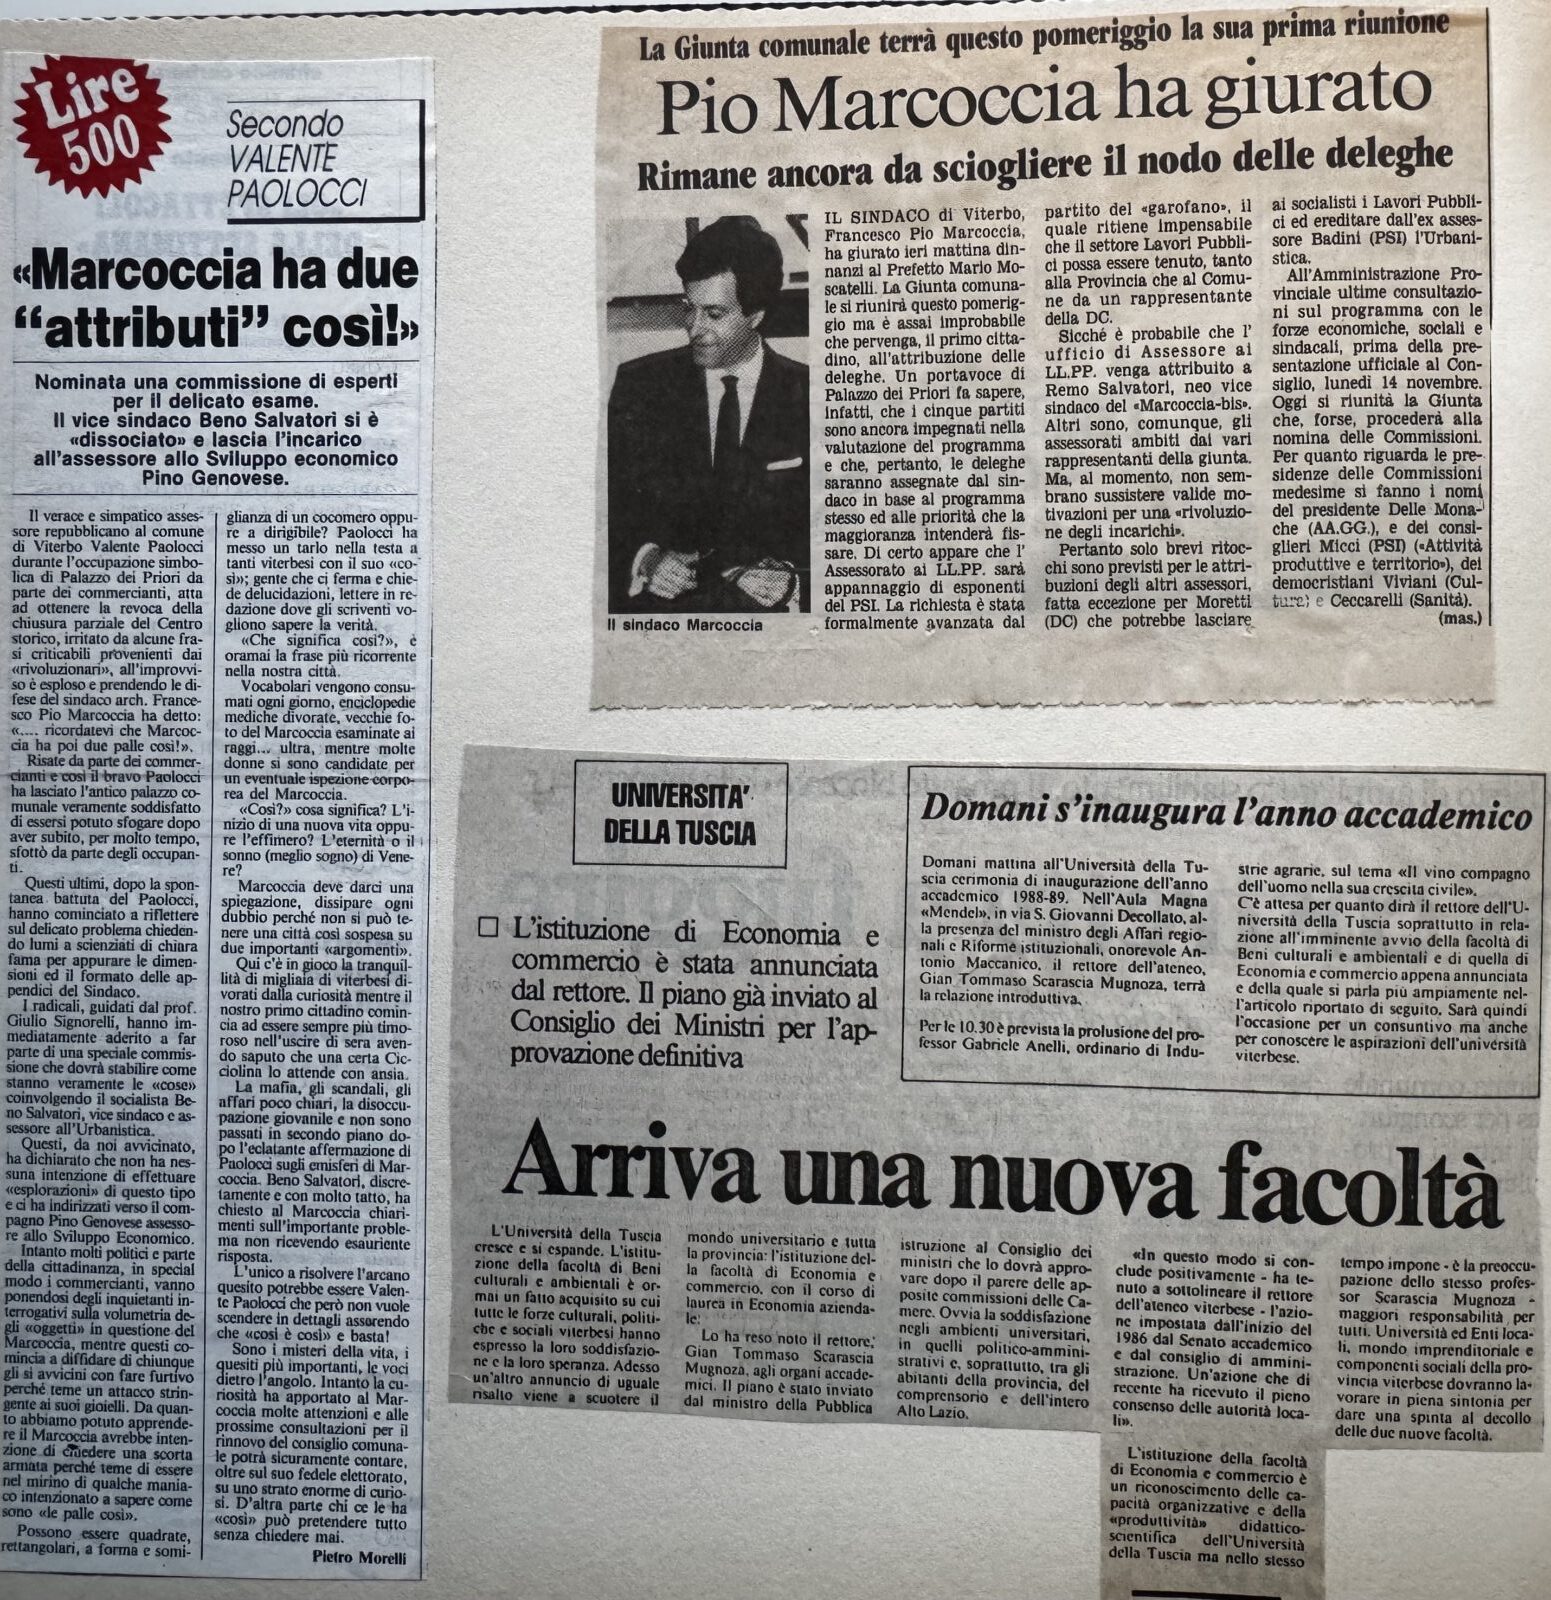 Lire
500
Secondo
VALENTE
PAOLOCCI
«Marcoccia ha due
“attributi” così!»
Nominata una commissione di esperti
per il delicato esame.
Il vice sindaco Beno Salvatori si è
«dissociato» e lascia l'incarico
all'assessore allo Sviluppo economico
Pino Genovese.
Il verace e simpatico asses-
sore repubblicano al comune
di Viterbo Valente Paolocci
durante l'occupazione simbo-
lica di Palazzo dei Priori da
parte dei commercianti, atta
ad ottenere la revoca della
chiusura parziale del Centro
storico, irritato da alcune fra-
si criticabili provenienti dai
«rivoluzionari», all'improvvi-
so è esploso e prendendo le di-
fese del sindaco arch. France-
sco Pio Marcoccia ha detto:
«.... ricordatevi che Marcoc-
cia ha poi due palle così!».
Risate da parte dei commer-
cianti e così il bravo Paolocci
ha lasciato l'antico palazzo co-
munale veramente soddisfatto
di essersi potuto sfogare dopo
aver subito, per molto tempo,
sfottò da parte degli occupan-
ti.
Questi ultimi, dopo la spon-
tanea battuta del Paolocci,
hanno cominciato a riflettere
sul delicato problema chieden-
do lumi a scienziati di chiara
fama per appurare le dimen-
sioni ed il formato delle ap-
pendici del Sindaco.
I radicali, guidati dal prof.
Giulio Signorelli, hanno im-
mediatamente aderito a far
parte di una speciale commis-
sione che dovrà stabilire come
stanno veramente le «cose»
coinvolgendo il socialista Be-
no Salvatori, vice sindaco e as-
sessore all'Urbanistica.
Questi, da noi avvicinato,
ha dichiarato che non ha nes-
suna intenzione di effettuare
«esplorazioni» di questo tipo
e ci ha indirizzati verso il com-
pagno Pino Genovese assesso-
re allo Sviluppo Economico.
Intanto molti politici e parte
della cittadinanza, in special
modo i commercianti, vanno
ponendosi degli inquietanti in-
terrogativi sulla volumetria de-
gli «oggetti» in questione del
Marcoccia, mentre questi co-
mincia a diffidare di chiunque
gli si avvicini con fare furtivo
perché teme un attacco strin-
gente ai suoi gioielli. Da quan-
to abbiamo potuto apprende-
re il Marcoccia avrebbe inten-
zione di chiedere una scorta
armata perché teme di essere
nel mirino di qualche mania-
co intenzionato a sapere come
sono «le palle così».
Possono essere quadrate,
rettangolari, a forma e somi-
glianza di un cocomero oppu-
re a dirigibile? Paolocci ha
messo un tarlo nella testa a
tanti viterbesi con il suo «co-
sì»; gente che ci ferma e chie-
de delucidazioni, lettere in re-
dazione dove gli scriventi vo-
gliono sapere la verità.
«Che significa così?», è
oramai la frase più ricorrente
nella nostra città.
Vocabolari vengono consu-
mati ogni giorno, enciclopedie
mediche divorate, vecchie fo-
to del Marcoccia esaminate ai
raggi... ultra, mentre molte
donne si sono candidate per
un eventuale ispezione corpo-
rea del Marcoccia.
«Così?» cosa significa? L'i-
nizio di una nuova vita oppu-
re l'effimero? L'eternità o il
sonno (meglio sogno) di Vene-
re?
Marcoccia deve darci una
spiegazione, dissipare ogni
dubbio perché non si può te-
nere una città così sospesa su
due importanti «argomenti».
Qui c'è in gioco la tranquil-
lità di migliaia di viterbesi di-
vorati dalla curiosità mentre il
nostro primo cittadino comin-
cia ad essere sempre più timo-
roso nell'uscire di sera aven-
do saputo che una certa Cic-
ciolina lo attende con ansia.
La mafia, gli scandali, gli
affari poco chiari, la disoccu-
pazione giovanile e non sono
passati in secondo piano do-
po l'eclatante affermazione di
Paolocci sugli emisferi di Mar-
coccia. Beno Salvatori, discre-
tamente e con molto tatto, ha
chiesto al Marcoccia chiari-
menti sull'importante proble-
ma non ricevendo esauriente
risposta.
L'unico a risolvere l'arcano
quesito potrebbe essere Valen-
te Paolocci che però non vuole
scendere in dettagli assorendo
che «così è così» e basta!
Sono i misteri della vita, i
quesiti più importanti, le voci
dietro l'angolo. Intanto la cu-
riosità ha apportato al Mar-
coccia molte attenzioni e alle
prossime consultazioni per il
rinnovo del consiglio comuna-
le potrà sicuramente contare,
oltre sul suo fedele elettorato,
su uno strato enorme di curio-
si. D'altra parte chi ce le ha
«così» può pretendere tutto
senza chiedere mai.
Pietro Morelli
La Giunta comunale terrà questo pomeriggio la sua prima riunione
Pio Marcoccia ha giurato
Rimane ancora da sciogliere il nodo delle deleghe
Il sindaco Marcoccia
IL SINDACO di Viterbo,
Francesco Pio Marcoccia,
ha giurato ieri mattina din-
nanzi al Prefetto Mario Mo-
scatelli. La Giunta comuna-
le si riunirà questo pomerig-
gio ma è assai improbabile
che pervenga, il primo citta-
dino, all'attribuzione delle
deleghe. Un portavoce di
Palazzo dei Priori fa sapere,
infatti, che i cinque partiti
sono ancora impegnati nella
valutazione del programma
e che, pertanto, le deleghe
saranno assegnate dal sin-
daco in base al programma
stesso ed alle priorità che la
maggioranza intenderà fis-
sare. Di certo appare che l'
Assessorato ai LL.PP. sarà
appannaggio di esponenti
del PSI. La richiesta è stata
formalmente avanzata dal
partito del «garofano», il
quale ritiene impensabile
che il settore Lavori Pubbli-
ci possa essere tenuto, tanto
alla Provincia che al Comu-
ne da un rappresentante
della DC.
Sicché è probabile che l'
ufficio di Assessore ai
LL.PP. venga attribuito a
Remo Salvatori, neo vice
sindaco del «Marcoccia-bis».
Altri sono, comunque, gli
assessorati ambiti dai vari
rappresentanti della giunta.
Ma, al momento, non sem-
brano sussistere valide mo-
tivazioni per una «rivoluzio-
ne degli incarichi».
Pertanto solo brevi ritoc-
chi sono previsti per le attri-
buzioni degli altri assessori,
fatta eccezione per Moretti
(DC) che potrebbe lasciare
ai socialisti i Lavori Pubbli-
ci ed ereditare dall'ex asses-
sore Badini (PSI) l'Urbani-
stica.
All'Amministrazione Pro-
vinciale ultime consultazio-
ni sul programma con le
forze economiche, sociali e
sindacali, prima della pre-
sentazione ufficiale al Con-
siglio, lunedì 14 novembre.
Oggi si riunità la Giunta
che, forse, procederà alla
nomina delle Commissioni.
Per quanto riguarda le pre-
sidenze delle Commissioni
medesime si fanno i nomi
del presidente Delle Mona-
che (AA.GG.), e dei consi-
glieri Micci (PSI) («Attività
produttive e territorio»), dei
democristiani Viviani (Cul-
tura) e Ceccarelli (Sanità).
(mas.)
UNIVERSITA'
DELLA TUSCIA
□ L'istituzione di Economia e
commercio è stata annunciata
dal rettore. Il piano già inviato al
Consiglio dei Ministri per l'ap-
provazione definitiva
Domani s'inaugura l'anno accademico
Domani mattina all'Università della Tu-
scia cerimonia di inaugurazione dell'anno
accademico 1988-89. Nell'Aula Magna
«Mendel», in via S. Giovanni Decollato, al-
la presenza del ministro degli Affari regio-
nali e Riforme istituzionali, onorevole An-
tonio Maccanico, il rettore dell'ateneo,
Gian Tommaso Scarascia Mugnoza, terrà
la relazione introduttiva.
Per le 10.30 è prevista la prolusione del pro-
fessor Gabriele Anelli, ordinario di Indu-
strie agrarie, sul tema «Il vino compagno
dell'uomo nella sua crescita civile».
C'è attesa per quanto dirà il rettore dell'U-
niversità della Tuscia soprattutto in rela-
zione all'imminente avvio della facoltà di
Beni culturali e ambientali e di quella di
Economia e commercio appena annunciata
e della quale si parla più ampiamente nel-
l'articolo riportato di seguito. Sarà quindi
l'occasione per un consuntivo ma anche
per conoscere le aspirazioni dell'università
viterbese.
Arriva una nuova facoltà
L'Università della Tuscia
cresce e si espande. L'istitu-
zione della facoltà di Beni
culturali e ambientali è or-
mai un fatto acquisito su cui
tutte le forze culturali, politi-
che e sociali viterbesi hanno
espresso la loro soddisfazio-
ne e la loro speranza. Adesso
un'altro annuncio di uguale
risalto viene a scuotere il
mondo universitario e tutta
la provincia: l'istituzione del-
la facoltà di Economia e
commercio, con il corso di
laurea in Economia azienda-
le.
Lo ha reso noto il rettore,
Gian Tommaso Scarascia
Mugnoza, agli organi accade-
mici. Il piano è stato inviato
dal ministro della Pubblica
istruzione al Consiglio dei
ministri che lo dovrà appro-
vare dopo il parere delle ap-
posite commissioni delle Ca-
mere. Ovvia la soddisfazione
negli ambienti universitari,
in quelli politico-ammini-
strativi e, soprattutto, tra gli
abitanti della provincia, del
comprensorio e dell'intero
Alto Lazio.
«In questo modo si con-
clude positivamente - ha te-
nuto a sottolineare il rettore
dell'ateneo viterbese - l'azio-
ne impostata dall'inizio del
1986 dal Senato accademico
e dal consiglio di ammini-
strazione. Un'azione che di
recente ha ricevuto il pieno
consenso delle autorità loca-
li».
L'istituzione della facoltà
di Economia e commercio è
un riconoscimento delle ca-
pacità organizzative e della
«produttività» didattico-
scientifica dell'Università
della Tuscia ma nello stesso
tempo impone - è la preoccu-
pazione dello stesso profes-
sor Scarascia Mugnoza -
maggiori responsabilità per
tutti. Università ed Enti loca-
li, mondo imprenditoriale e
componenti sociali della pro-
vincia viterbese dovranno la-
vorare in piena sintonia per
dare una spinta al decollo
delle due nuove facoltà.